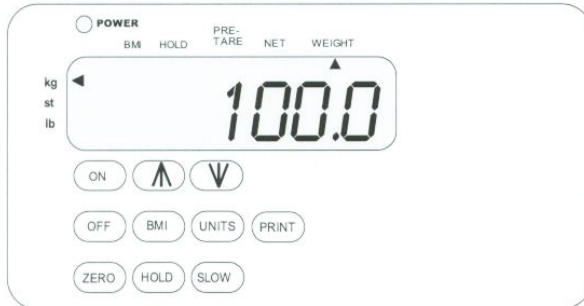 POWER
BMI HOLD PRE-TARE NET WEIGHT
kg
st
lb
100.0
ON
OFF BMI UNITS PRINT
ZERO HOLD SLOW